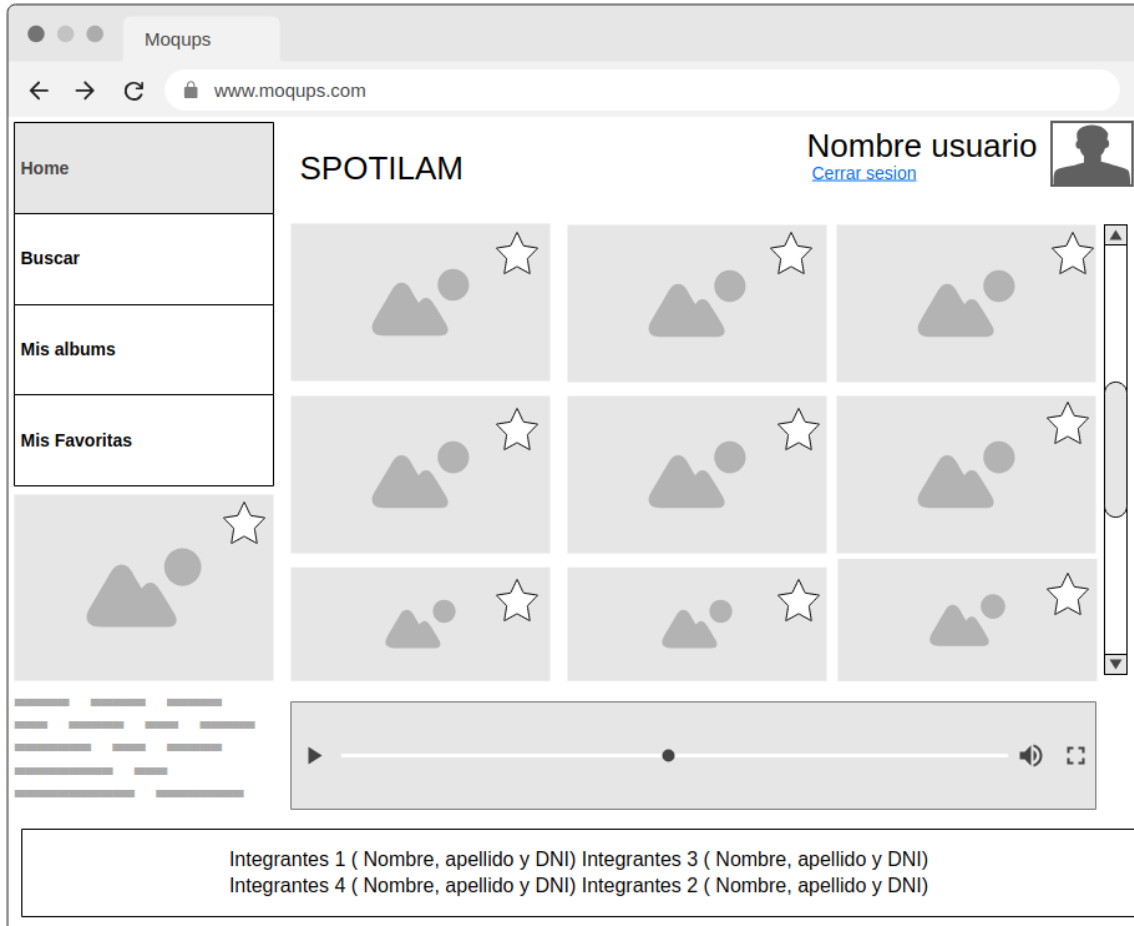 Moqups
www.moqups.com
Home
Buscar
Mis albums
Mis Favoritas
SPOTILAM
Nombre usuario
Cerrar sesion
Integrantes 1 ( Nombre, apellido y DNI) Integrantes 3 ( Nombre, apellido y DNI)
Integrantes 4 ( Nombre, apellido y DNI) Integrantes 2 ( Nombre, apellido y DNI)